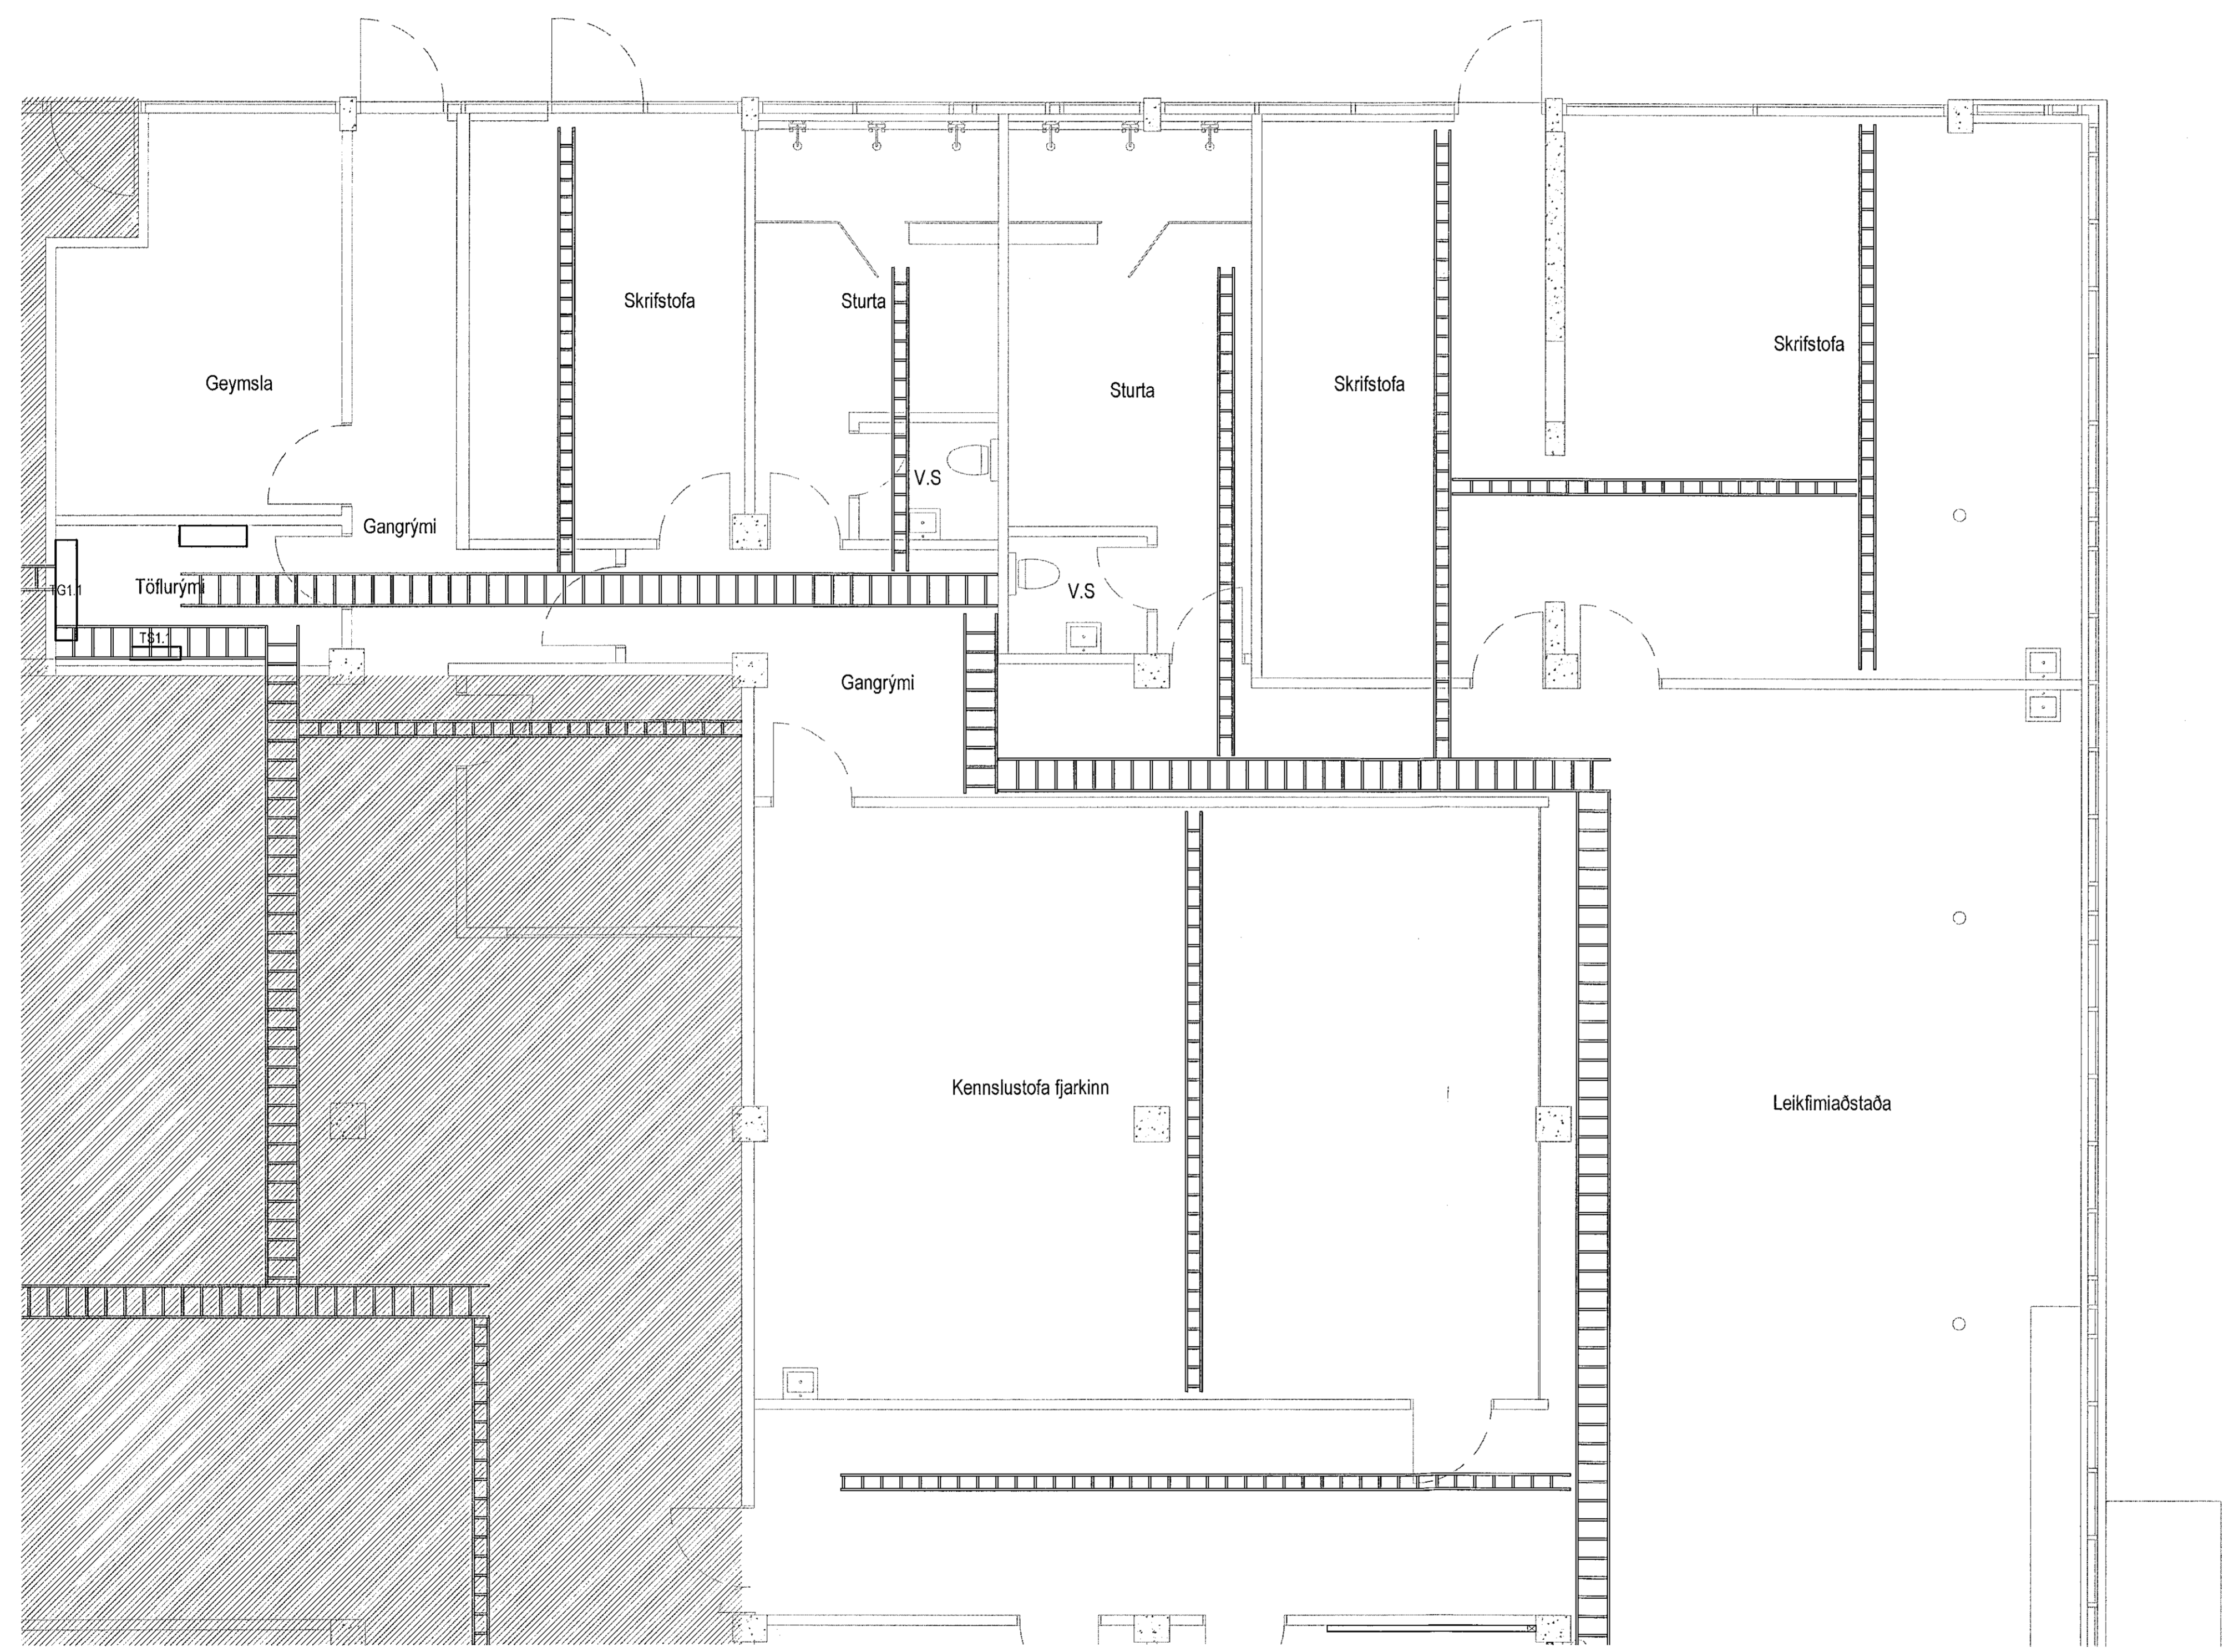 Skrifstofa
Sturta
Skrifstofa
Geymsla
Sturta
Skrifstofa
V.S
Gangrými
Töflurými
TG1.1
V.S
TS1.1
Gangrými
Kennslustofa fjarkinn
Leikfimiaðstaða